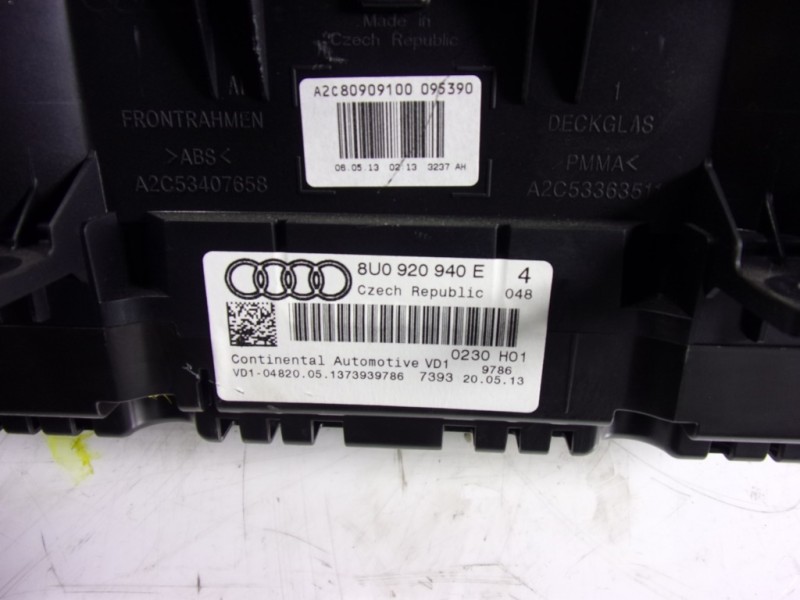 Made in
Czech Republic
A2C80909100 095390
06.05.13 02 13 3237 AH
FRONTRAHMEN
>ABS<
A2C53407658
1
DECKGLAS
PMMA<
8U0 920 940 E 4
Czech Republic 048
0230 H01
Continental Automotive VD1 9786
VD1-04820.05.1373939786 7393 20.05.13